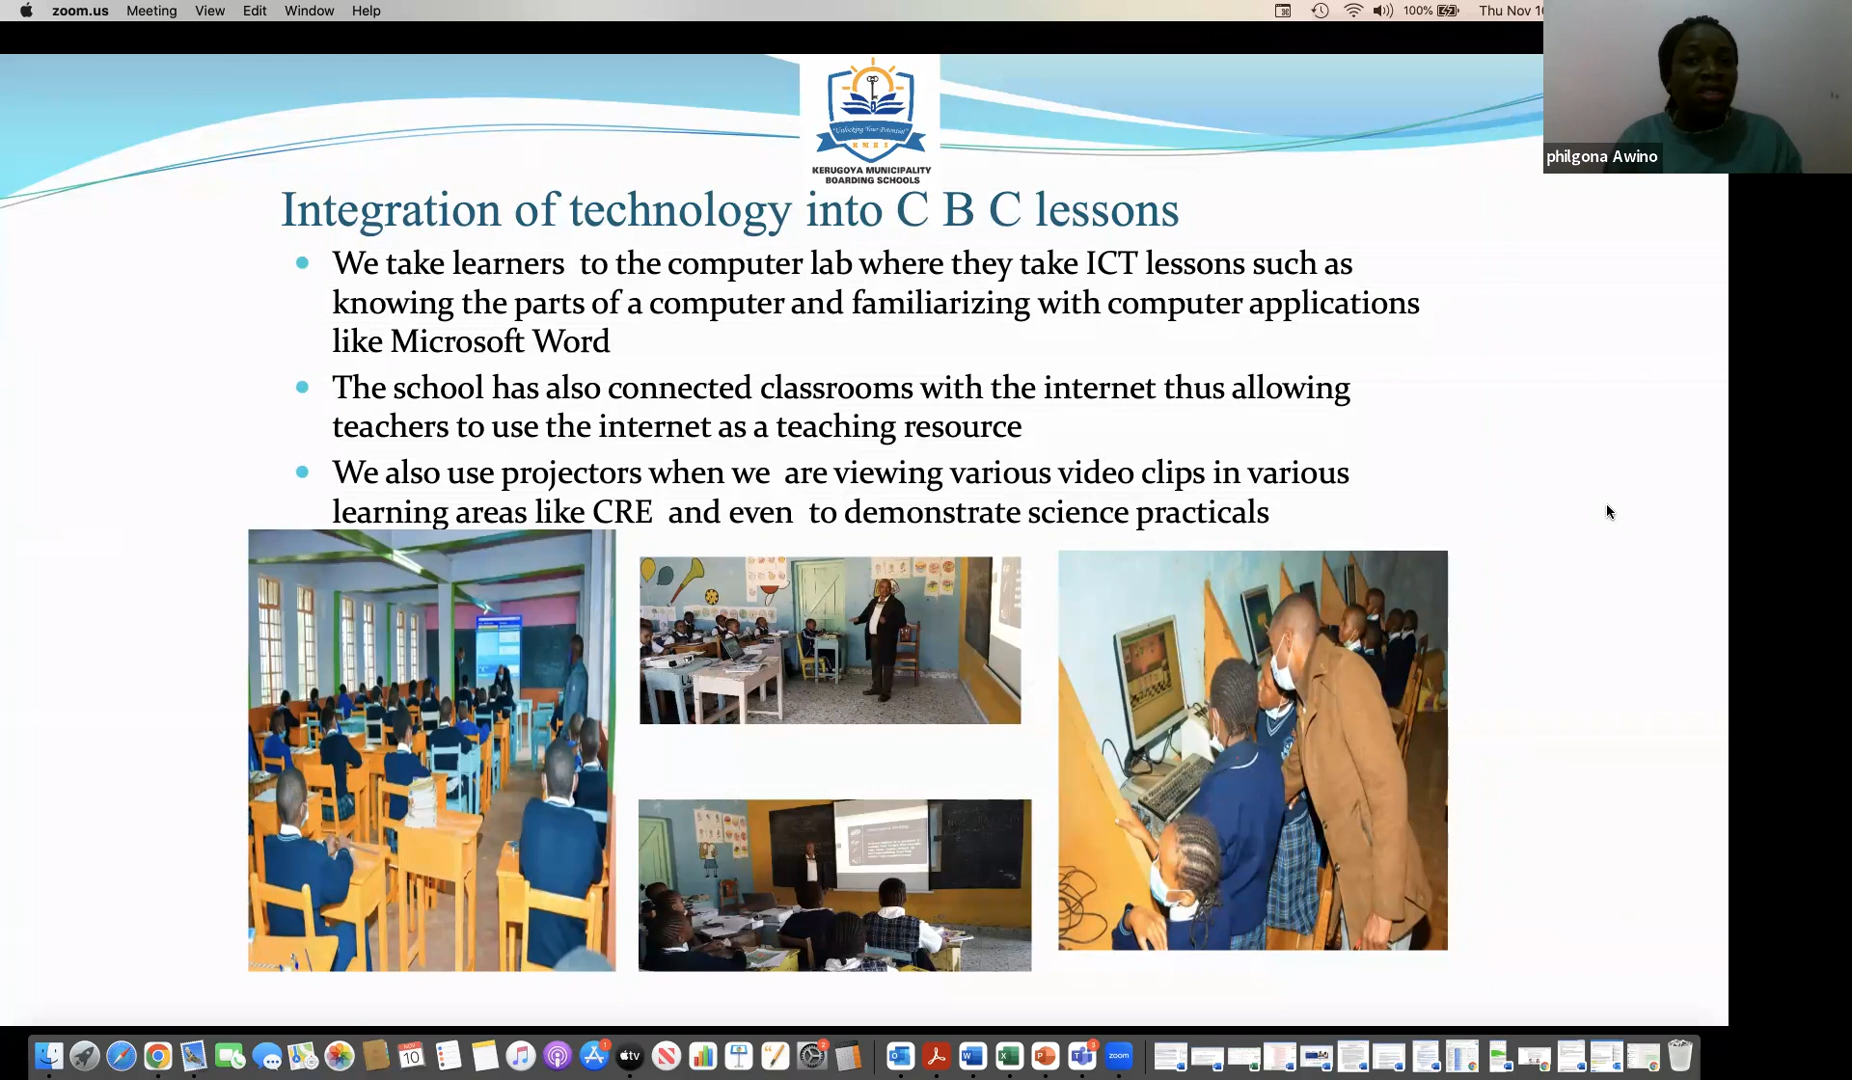 zoom.us Meeting View Edit Window Help
100%
Thu Nov 1
"Unlocking Your Potential"
K M B S
KERUGOYA MUNICIPALITY
BOARDING SCHOOLS
philgona Awino
Integration of technology into C B C lessons
We take learners to the computer lab where they take ICT lessons such as
knowing the parts of a computer and familiarizing with computer applications
like Microsoft Word
The school has also connected classrooms with the internet thus allowing
teachers to use the internet as a teaching resource
We also use projectors when we are viewing various video clips in various
learning areas like CRE and even to demonstrate science practicals
NOV
10
tv
zoom